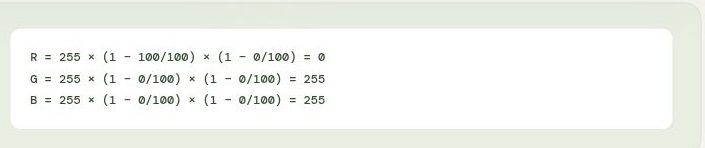 R = 255 × (1 − 100/100) × (1 − 0/100) = 0
G = 255 × (1 − 0/100) × (1 − 0/100) = 255
B = 255 × (1 − 0/100) × (1 − 0/100) = 255